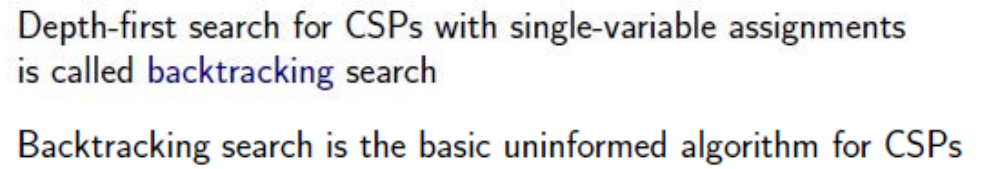 Depth-first search for CSPs with single-variable assignments
is called backtracking search
Backtracking search is the basic uninformed algorithm for CSPs